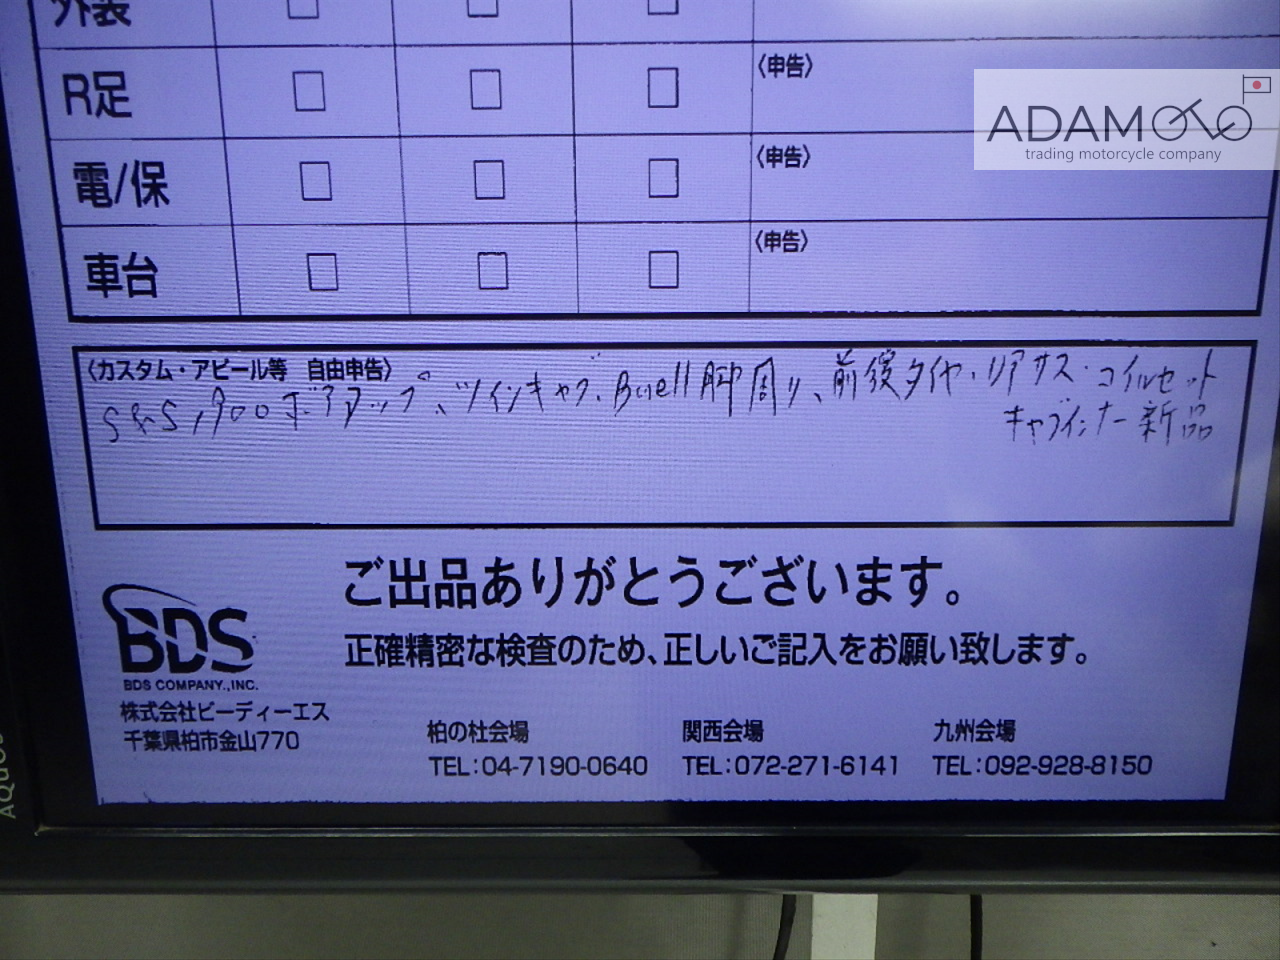 外装
R足
〈申告〉
電/保
〈申告〉
車台
〈申告〉
ADAMOTO
trading motorcycle company
〈カスタム・アピール等 自由申告〉
S&S,900ボアアップ、ツインキャブ、Buell脚周り、前後タイヤ・リアサス・コイルセット
キャブインナー新品
ご出品ありがとうございます。
正確精密な検査のため、正しいご記入をお願い致します。
BDS
BDS COMPANY.,INC.
株式会社ビーディーエス
千葉県柏市金山770
柏の杜会場
TEL:04-7190-0640
関西会場
TEL:072-271-6141
九州会場
TEL:092-928-8150
AQUOS